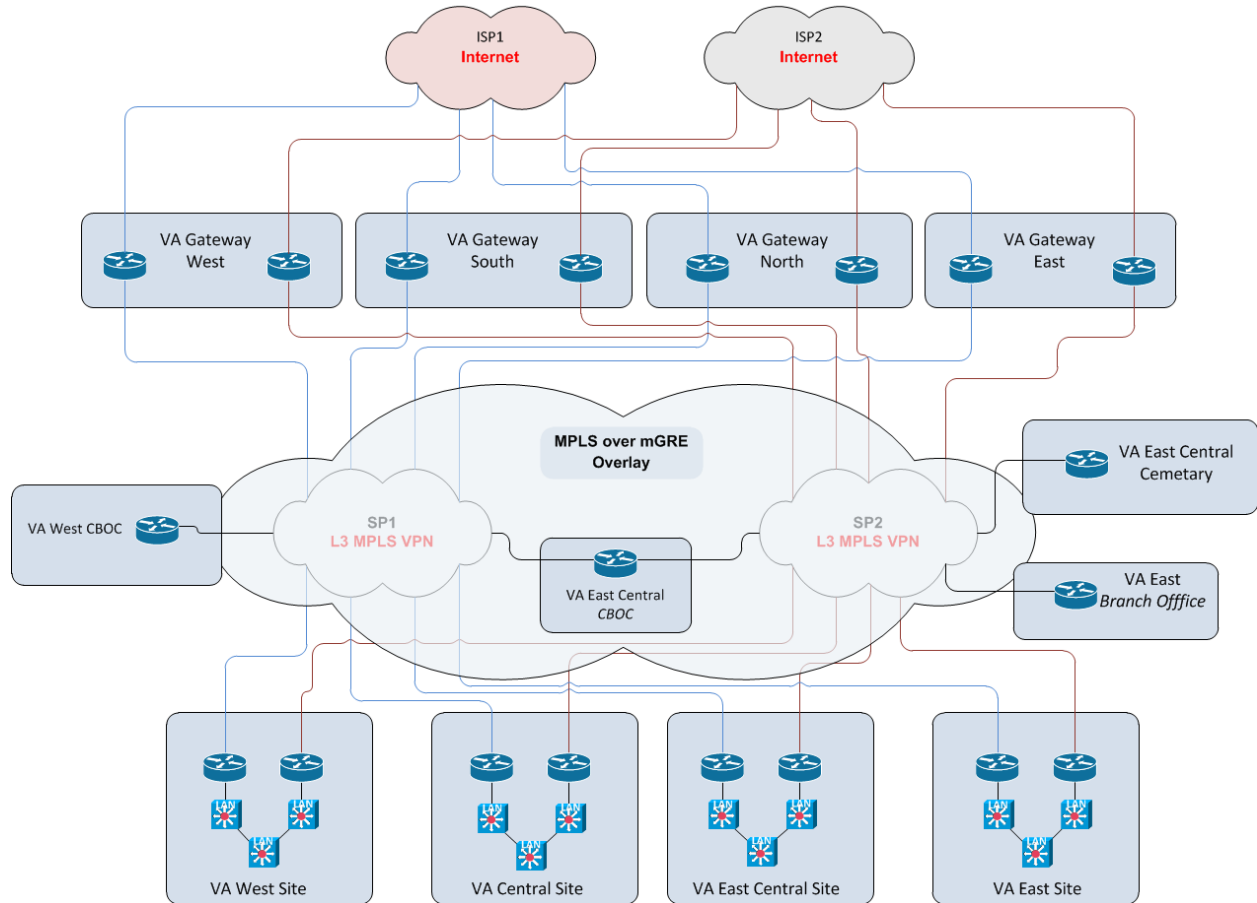 ISP1
Internet
ISP2
Internet
VA Gateway
West
VA Gateway
South
VA Gateway
North
VA Gateway
East
MPLS over mGRE
Overlay
VA East Central
Cemetary
VA West CBOC
SP1
L3 MPLS VPN
SP2
L3 MPLS VPN
VA East Central
CBOC
VA East
Branch Offfice
LAN
LAN
LAN
VA West Site
LAN
LAN
LAN
VA Central Site
LAN
LAN
LAN
VA East Central Site
LAN
LAN
LAN
VA East Site